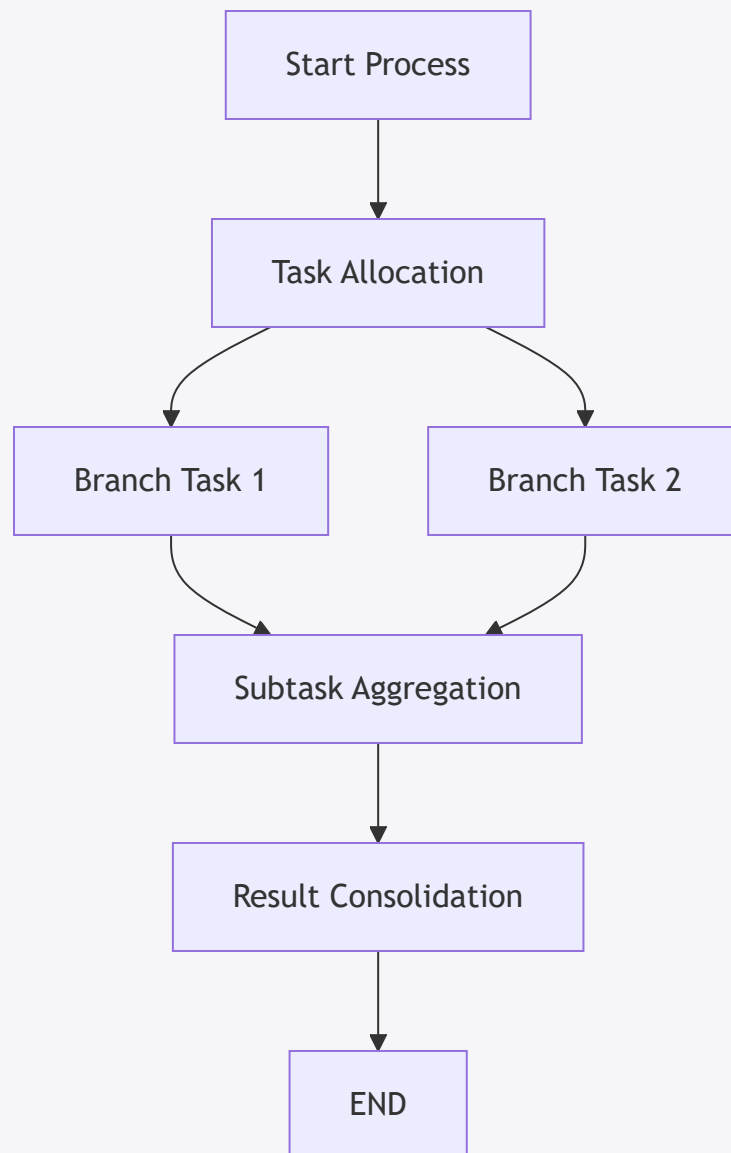 Start Process
Task Allocation
Branch Task 1
Branch Task 2
Subtask Aggregation
Result Consolidation
END